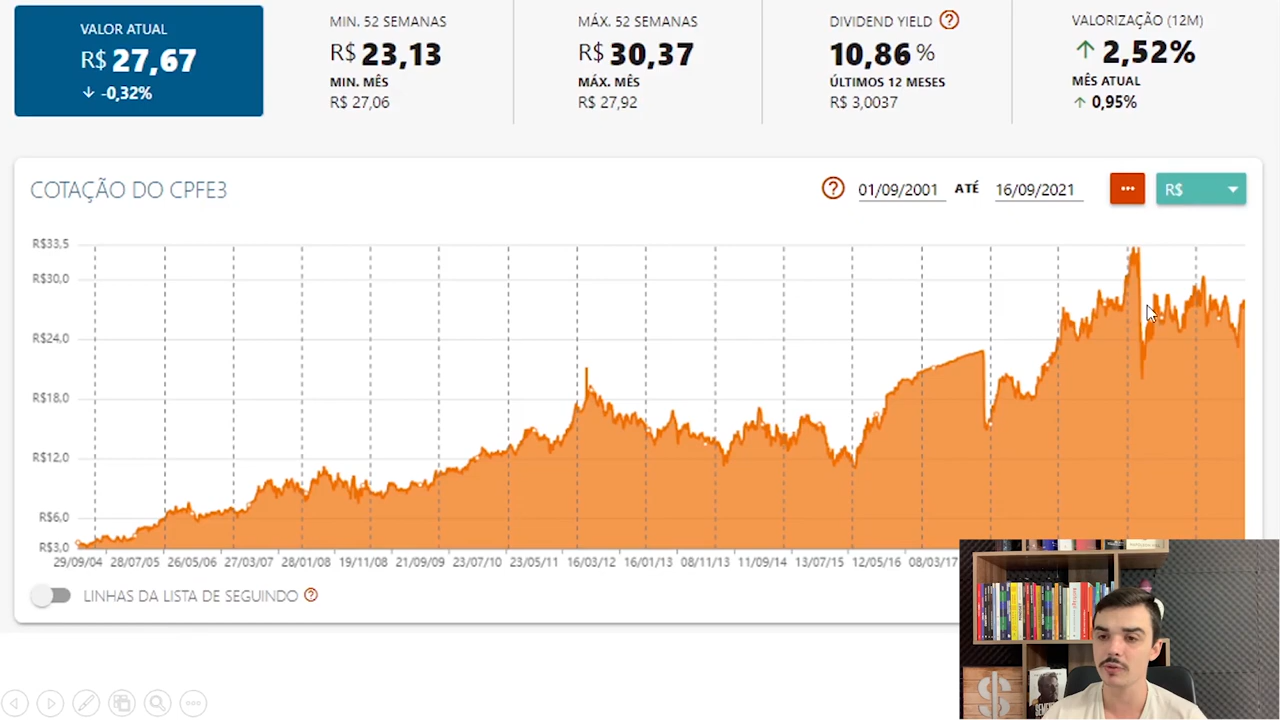 VALOR ATUAL
R$ 27,67
-0,32%
MIN. 52 SEMANAS
R$ 23,13
MIN. MÊS
R$ 27,06
MÁX. 52 SEMANAS
R$ 30,37
MÁX. MÊS
R$ 27,92
DIVIDEND YIELD ?
10,86 %
ÚLTIMOS 12 MESES
R$ 3,0037
VALORIZAÇÃO (12M)
↑ 2,52%
MÊS ATUAL
↑ 0,95%
COTAÇÃO DO CPFE3
? 01/09/2001 ATÉ 16/09/2021 ... R$
R$33,5
R$30,0
R$24,0
R$18,0
R$12,0
R$6,0
R$3,0
29/09/04 28/07/05 26/05/06 27/03/07 28/01/08 19/11/08 21/09/09 23/07/10 23/05/11 16/03/12 16/01/13 08/11/13 11/09/14 13/07/15 12/05/16 08/03/17
LINHAS DA LISTA DE SEGUINDO ?